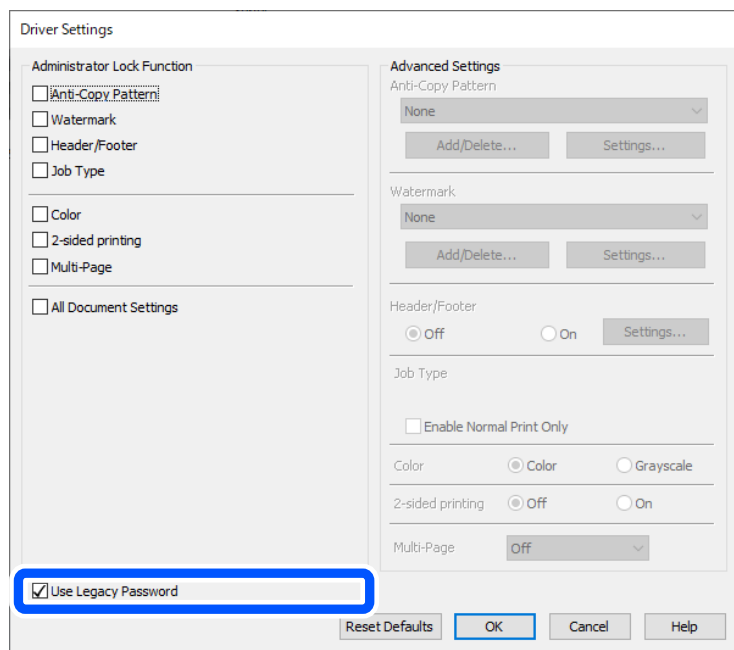 Driver Settings
Administrator Lock Function
Anti-Copy Pattern
Watermark
Header/Footer
Job Type
Color
2-sided printing
Multi-Page
All Document Settings
Use Legacy Password
Advanced Settings
Anti-Copy Pattern
None
Add/Delete... Settings...
Watermark
None
Add/Delete... Settings...
Header/Footer
Off On Settings...
Job Type
Enable Normal Print Only
Color Color Grayscale
2-sided printing Off On
Multi-Page Off
Reset Defaults OK Cancel Help